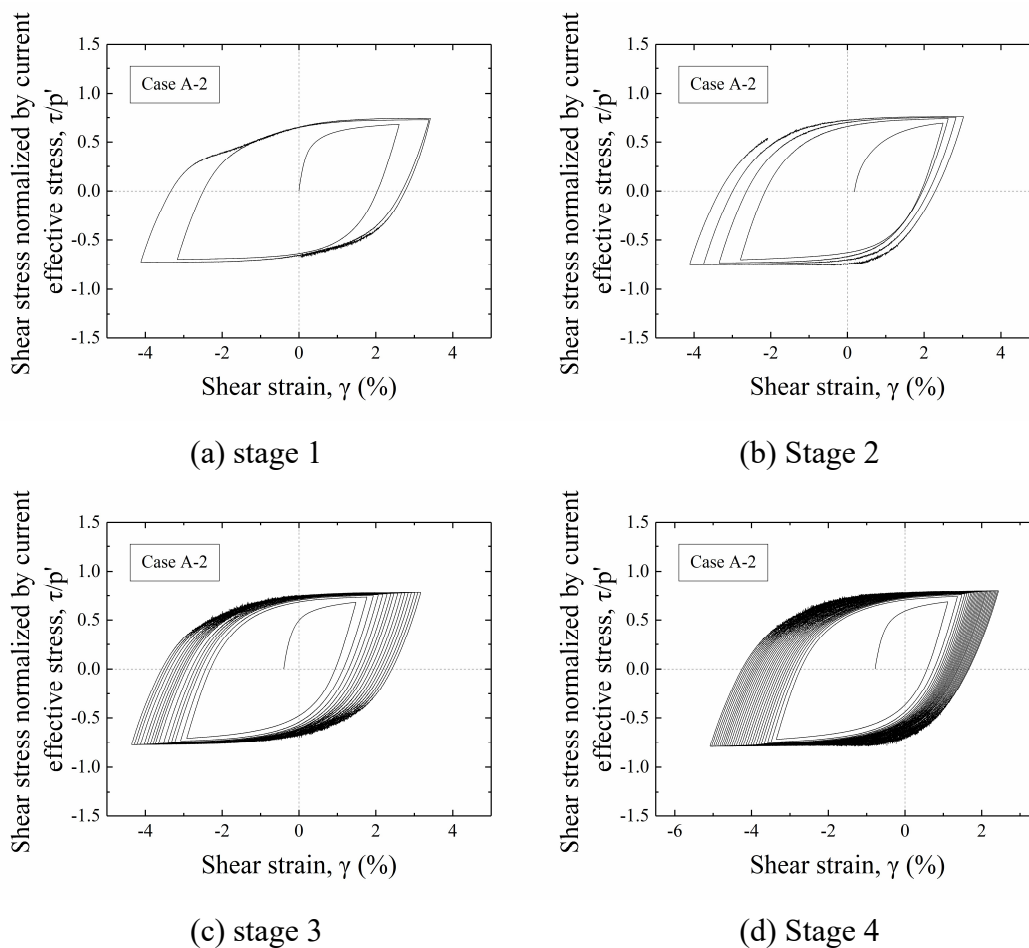 Shear stress normalized by current
effective stress, τ/p'
1.5
1.0
0.5
0.0
-0.5
-1.0
-1.5
Case A-2
-4
-2
0
2
4
Shear strain, γ (%)
(a) stage 1
Shear stress normalized by current
effective stress, τ/p'
1.5
1.0
0.5
0.0
-0.5
-1.0
-1.5
Case A-2
-4
-2
0
2
4
Shear strain, γ (%)
(b) Stage 2
Shear stress normalized by current
effective stress, τ/p'
1.5
1.0
0.5
0.0
-0.5
-1.0
-1.5
Case A-2
-4
-2
0
2
4
Shear strain, γ (%)
(c) stage 3
Shear stress normalized by current
effective stress, τ/p'
1.5
1.0
0.5
0.0
-0.5
-1.0
-1.5
Case A-2
-6
-4
-2
0
2
Shear strain, γ (%)
(d) Stage 4